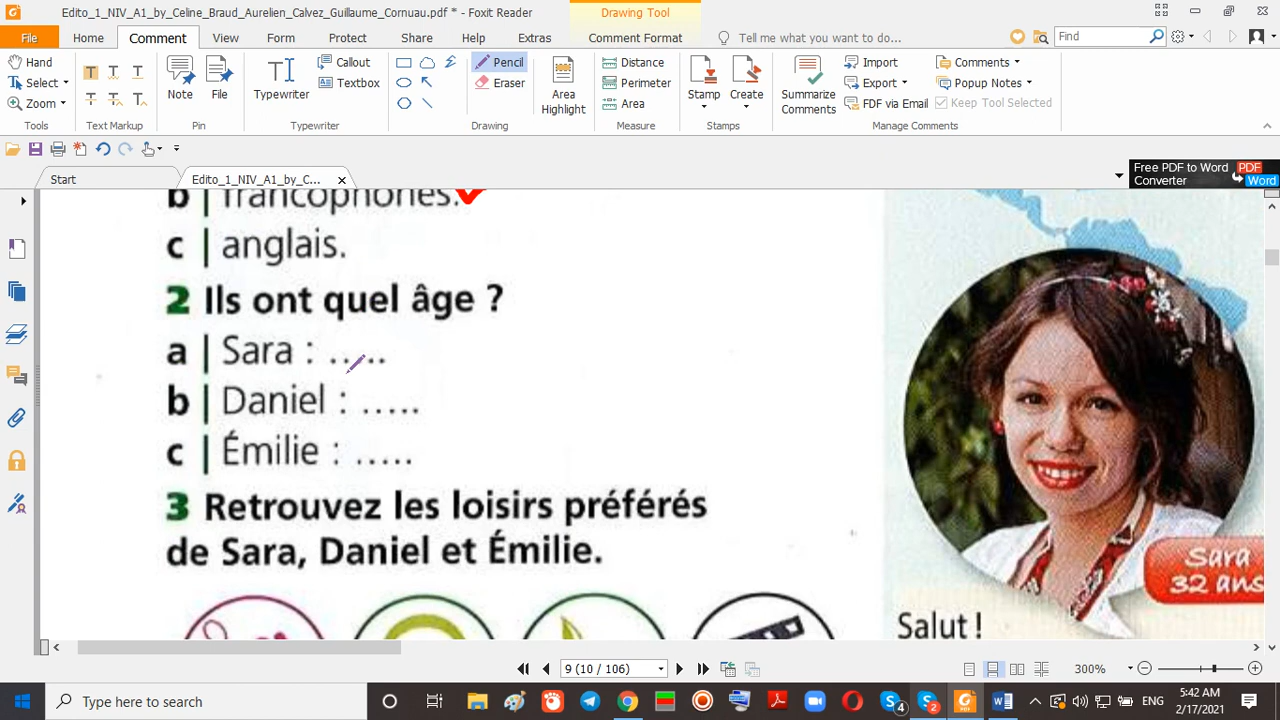 Edito_1_NIV_A1_by_Celine_Braud_Aurelien_Calvez_Guillaume_Cornuau.pdf * - Foxit Reader
Drawing Tool
File Home Comment View Form Protect Share Help Extras Comment Format Tell me what you want to do... Find
Hand
Select
Zoom
Tools
Text Markup
Note
File
Pin
Typewriter
Callout
Textbox
Typewriter
Pencil
Eraser
Area Highlight
Drawing
Distance
Perimeter
Area
Measure
Stamp
Create
Stamps
Summarize Comments
Import
Export
FDF via Email
Comments
Popup Notes
Keep Tool Selected
Manage Comments
Start
Edito_1_NIV_A1_by_C...
Free PDF to Word Converter
PDF
Word
b | francophones.
c | anglais.
2 Ils ont quel âge ?
a | Sara : .....
b | Daniel : .....
c | Émilie : .....
3 Retrouvez les loisirs préférés
de Sara, Daniel et Émilie.
Sara
32 ans
Salut !
9 (10 / 106)
300%
Type here to search
4
2
ENG
5:42 AM
2/17/2021